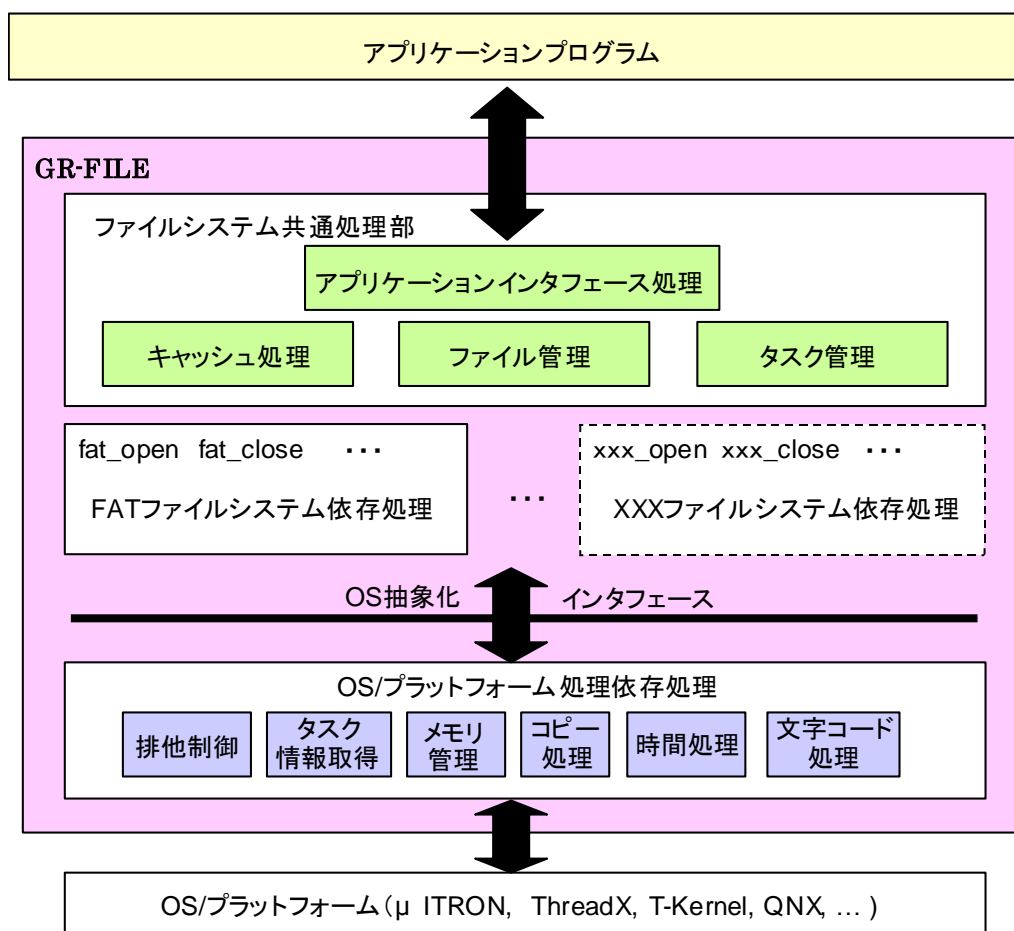 アプリケーションプログラム
GR-FILE
ファイルシステム共通処理部
アプリケーションインタフェース処理
キャッシュ処理 ファイル管理 タスク管理
fat_open fat_close ･･･
FATファイルシステム依存処理
･･･
xxx_open xxx_close ･･･
XXXファイルシステム依存処理
OS抽象化 インタフェース
OS/プラットフォーム処理依存処理
排他制御
タスク
情報取得
メモリ
管理
コピー
処理
時間処理
文字コード
処理
OS/プラットフォーム（μ ITRON, ThreadX, T-Kernel, QNX, … ）